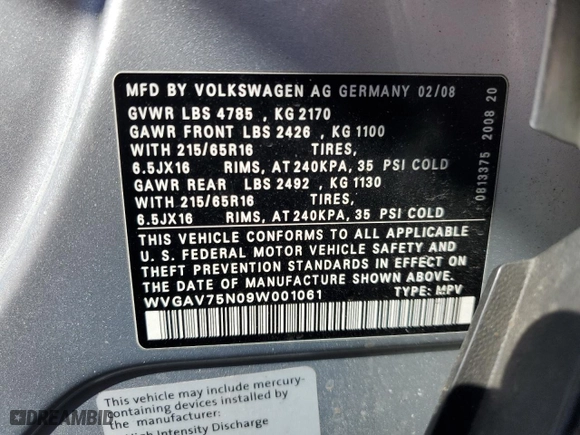 MFD BY VOLKSWAGEN AG GERMANY 02/08
GVWR LBS 4785 , KG 2170
GAWR FRONT LBS 2426 , KG 1100
WITH 215/65R16 TIRES,
6.5JX16 RIMS, AT 240KPA, 35 PSI COLD
GAWR REAR LBS 2492 , KG 1130
WITH 215/65R16 TIRES,
6.5JX16 RIMS, AT 240KPA, 35 PSI COLD
THIS VEHICLE CONFORMS TO ALL APPLICABLE
U. S. FEDERAL MOTOR VEHICLE SAFETY AND
THEFT PREVENTION STANDARDS IN EFFECT ON
THE DATE OF MANUFACTURE SHOWN ABOVE.
WVGAV75N09W001061 TYPE: MPV
0813375 2008 20
This vehicle may include mercury-
containing devices installed by
the manufacturer:
High Intensity Discharge
DREAMBID